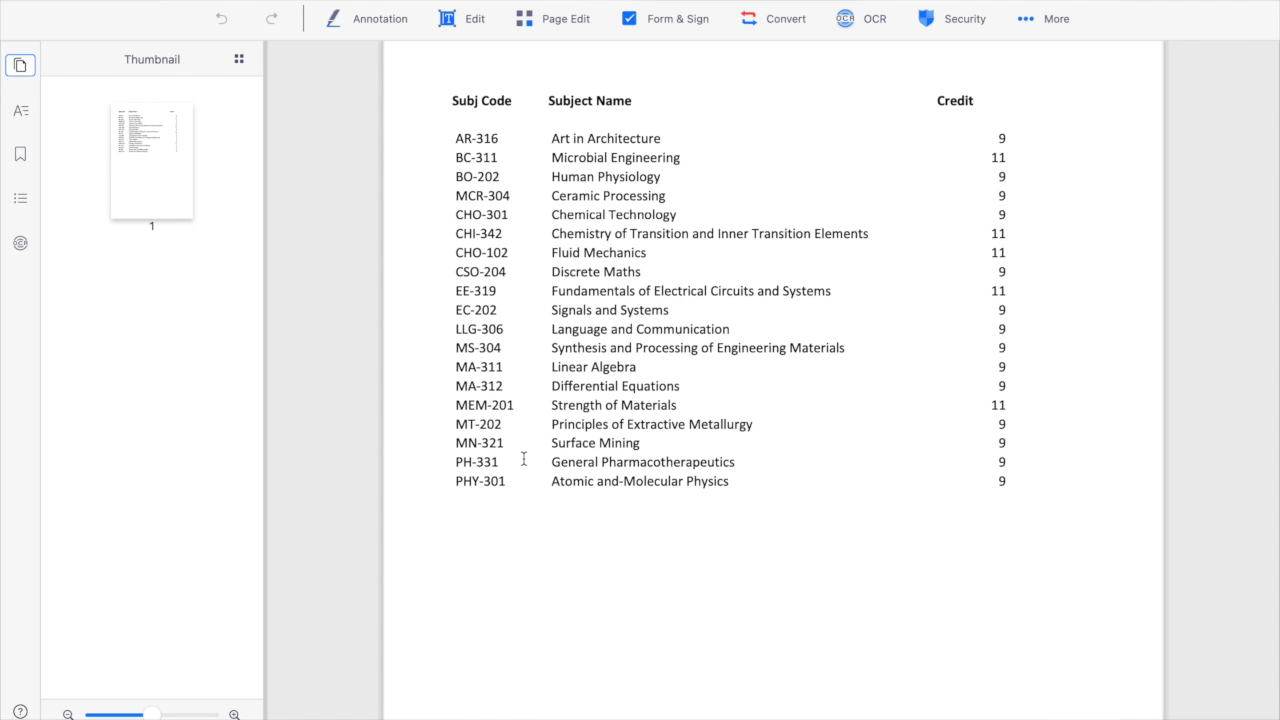 Annotation Edit Page Edit Form & Sign Convert OCR OCR Security More
Thumbnail
1
Subj Code Subject Name Credit
AR-316 Art in Architecture 9
BC-311 Microbial Engineering 11
BO-202 Human Physiology 9
MCR-304 Ceramic Processing 9
CHO-301 Chemical Technology 9
CHI-342 Chemistry of Transition and Inner Transition Elements 11
CHO-102 Fluid Mechanics 11
CSO-204 Discrete Maths 9
EE-319 Fundamentals of Electrical Circuits and Systems 11
EC-202 Signals and Systems 9
LLG-306 Language and Communication 9
MS-304 Synthesis and Processing of Engineering Materials 9
MA-311 Linear Algebra 9
MA-312 Differential Equations 9
MEM-201 Strength of Materials 11
MT-202 Principles of Extractive Metallurgy 9
MN-321 Surface Mining 9
PH-331 General Pharmacotherapeutics 9
PHY-301 Atomic and-Molecular Physics 9